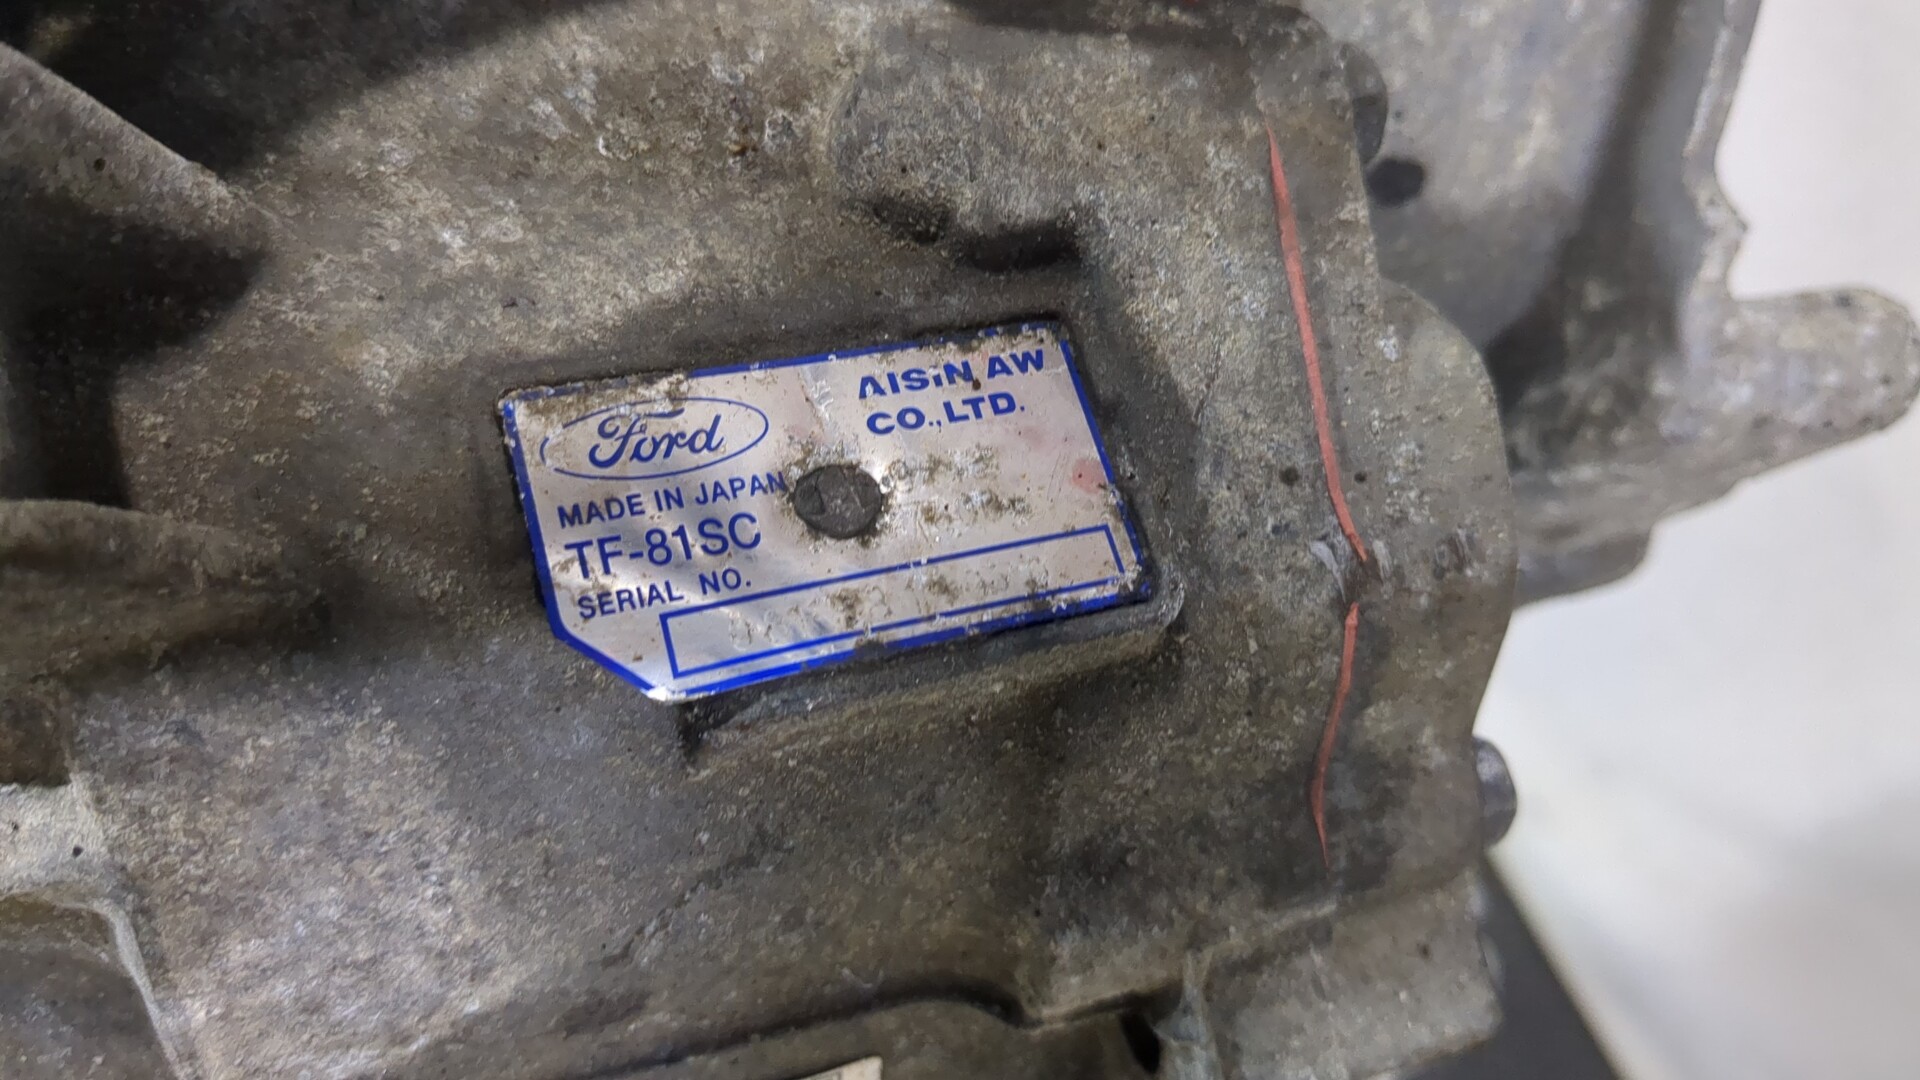 Ford
AISIN AW
CO.,LTD.
MADE IN JAPAN
TF-81SC
SERIAL NO.